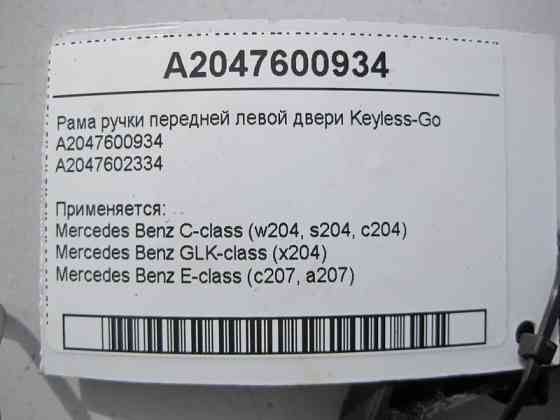 A2047600934
Рама ручки передней левой двери Keyless-Go
A2047600934
A2047602334
Применяется:
Mercedes Benz C-class (w204, s204, c204)
Mercedes Benz GLK-class (x204)
Mercedes Benz E-class (c207, a207)